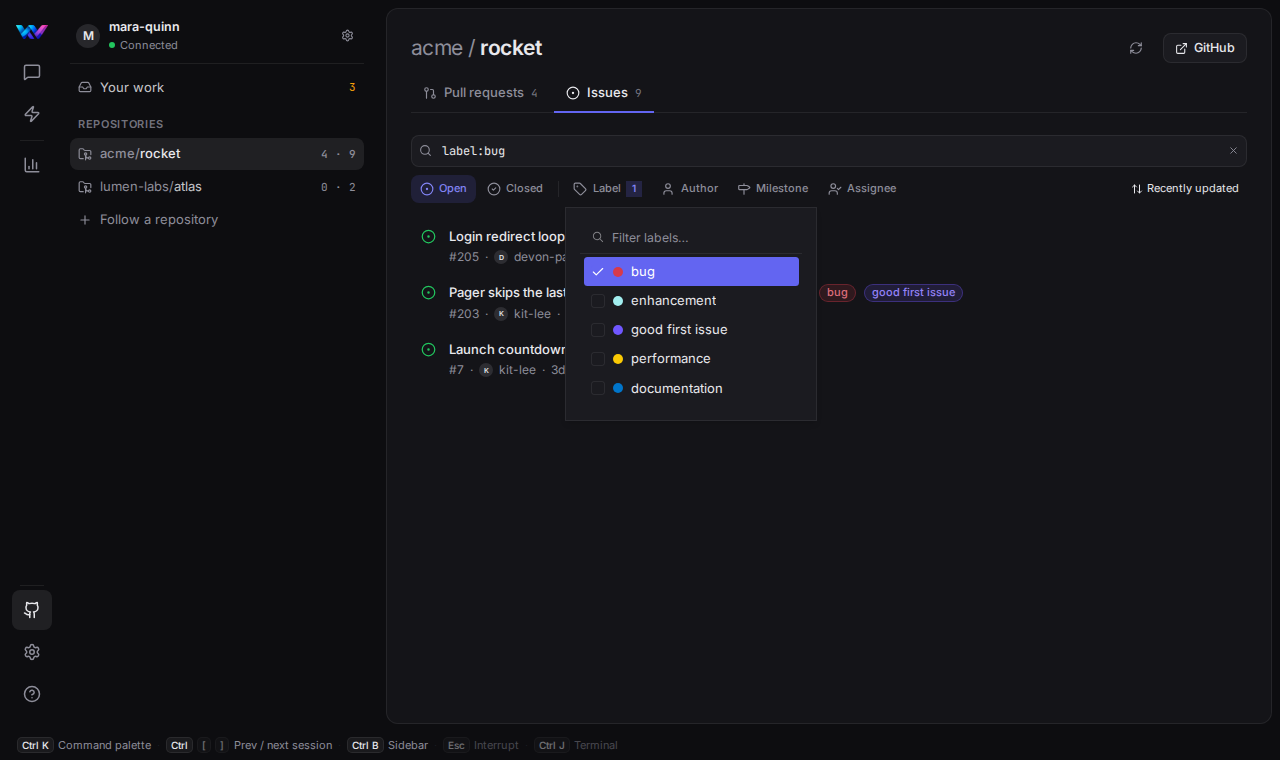 M
mara-quinn
Connected
Your work 3
REPOSITORIES
acme/rocket 4 · 9
lumen-labs/atlas 0 · 2
Follow a repository
acme / rocket
GitHub
Pull requests 4
Issues 9
label:bug
Open
Closed
Label 1
Author
Milestone
Assignee
Recently updated
Login redirect loop
#205 · D devon-pa
Pager skips the last
bug
good first issue
#203 · K kit-lee ·
Launch countdown
#7 · K kit-lee · 3d
Filter labels...
bug
enhancement
good first issue
performance
documentation
Ctrl K Command palette
Ctrl [ ] Prev / next session
Ctrl B Sidebar
Esc Interrupt
Ctrl J Terminal